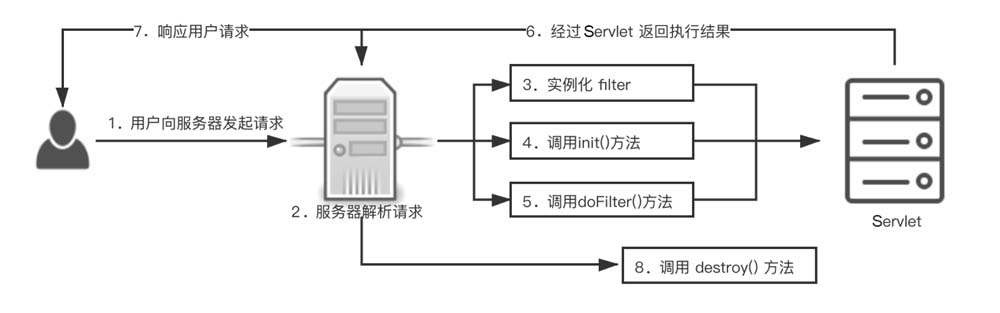 7．响应用户请求
6．经过 Servlet 返回执行结果
3．实例化 filter
1．用户向服务器发起请求
4．调用init()方法
5．调用doFilter()方法
2．服务器解析请求
Servlet
8．调用 destroy() 方法